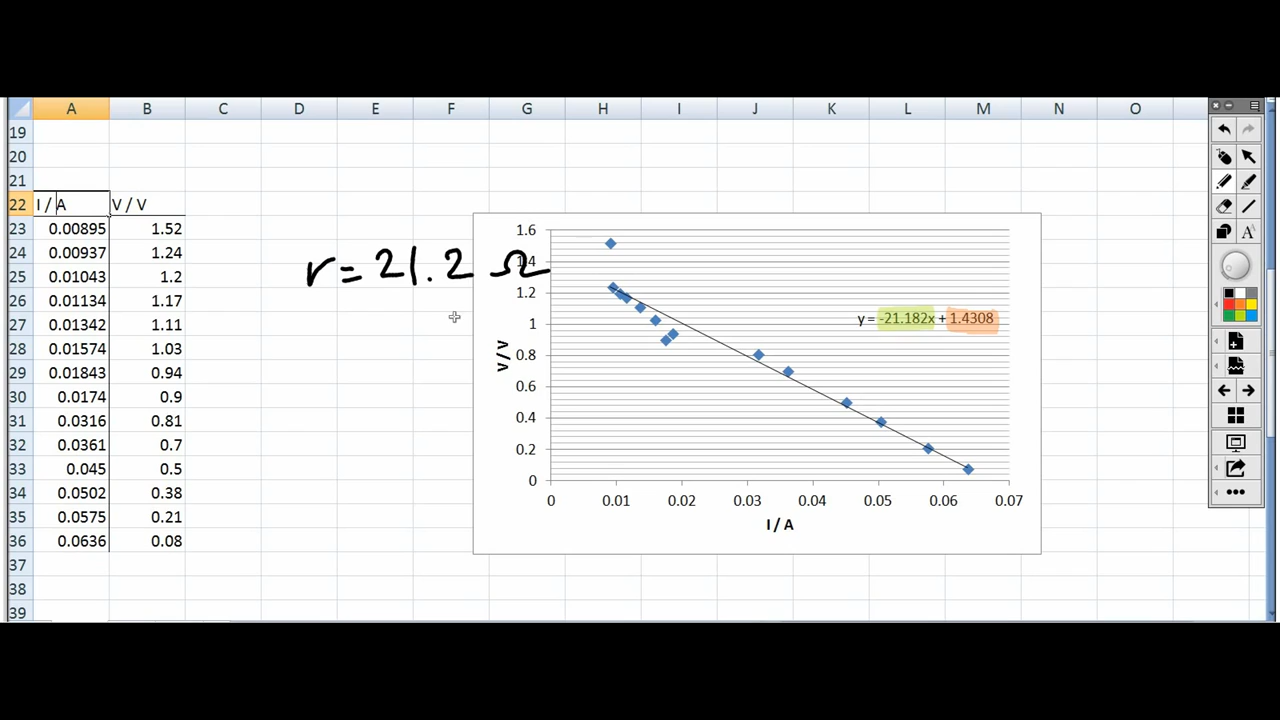 A B C D E F G H I J K L M N O
19
20
21
22 I / A V / V
23 0.00895 1.52
24 0.00937 1.24
25 0.01043 1.2
26 0.01134 1.17
27 0.01342 1.11
28 0.01574 1.03
29 0.01843 0.94
30 0.0174 0.9
31 0.0316 0.81
32 0.0361 0.7
33 0.045 0.5
34 0.0502 0.38
35 0.0575 0.21
36 0.0636 0.08
37
38
39
r = 21.2 Ω
1.6
1.4
1.2
1
0.8
0.6
0.4
0.2
0
V / V
y = -21.182x + 1.4308
0 0.01 0.02 0.03 0.04 0.05 0.06 0.07
I / A
A